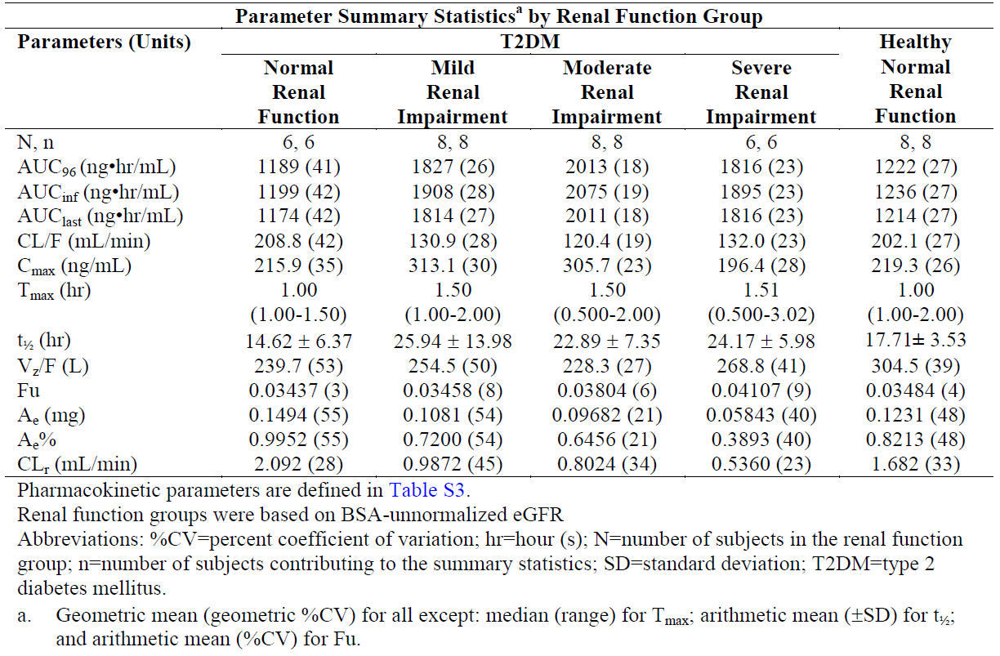 Parameter Summary Statisticsᵃ by Renal Function Group
Parameters (Units) T2DM Healthy
Normal Mild Moderate Severe Normal
Renal Renal Renal Renal Renal
Function Impairment Impairment Impairment Function
N, n 6, 6 8, 8 8, 8 6, 6 8, 8
AUC₉₆ (ng•hr/mL) 1189 (41) 1827 (26) 2013 (18) 1816 (23) 1222 (27)
AUCinf (ng•hr/mL) 1199 (42) 1908 (28) 2075 (19) 1895 (23) 1236 (27)
AUClast (ng•hr/mL) 1174 (42) 1814 (27) 2011 (18) 1816 (23) 1214 (27)
CL/F (mL/min) 208.8 (42) 130.9 (28) 120.4 (19) 132.0 (23) 202.1 (27)
Cmax (ng/mL) 215.9 (35) 313.1 (30) 305.7 (23) 196.4 (28) 219.3 (26)
Tmax (hr) 1.00 1.50 1.50 1.51 1.00
(1.00-1.50) (1.00-2.00) (0.500-2.00) (0.500-3.02) (1.00-2.00)
t½ (hr) 14.62 ± 6.37 25.94 ± 13.98 22.89 ± 7.35 24.17 ± 5.98 17.71± 3.53
Vz/F (L) 239.7 (53) 254.5 (50) 228.3 (27) 268.8 (41) 304.5 (39)
Fu 0.03437 (3) 0.03458 (8) 0.03804 (6) 0.04107 (9) 0.03484 (4)
Ae (mg) 0.1494 (55) 0.1081 (54) 0.09682 (21) 0.05843 (40) 0.1231 (48)
Ae% 0.9952 (55) 0.7200 (54) 0.6456 (21) 0.3893 (40) 0.8213 (48)
CLr (mL/min) 2.092 (28) 0.9872 (45) 0.8024 (34) 0.5360 (23) 1.682 (33)
Pharmacokinetic parameters are defined in Table S3.
Renal function groups were based on BSA-unnormalized eGFR
Abbreviations: %CV=percent coefficient of variation; hr=hour (s); N=number of subjects in the renal function
group; n=number of subjects contributing to the summary statistics; SD=standard deviation; T2DM=type 2
diabetes mellitus.
a. Geometric mean (geometric %CV) for all except: median (range) for Tmax; arithmetic mean (±SD) for t½;
and arithmetic mean (%CV) for Fu.